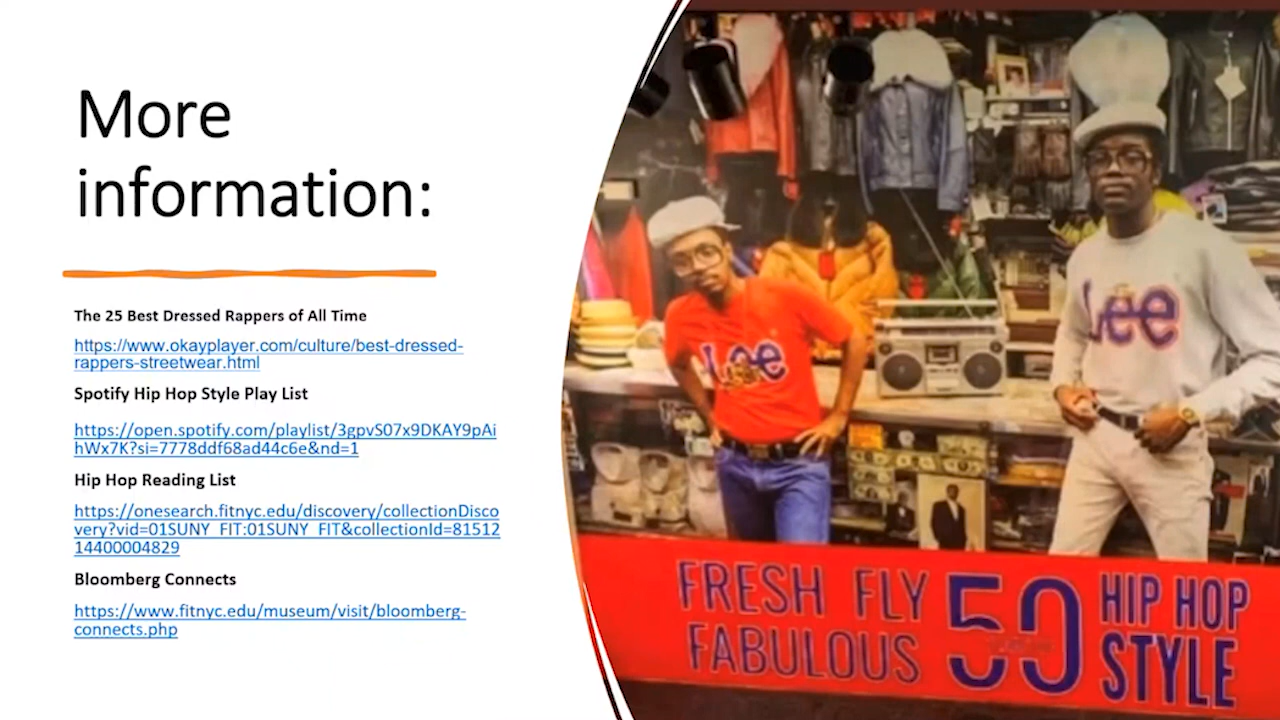 More
information:
The 25 Best Dressed Rappers of All Time
https://www.okayplayer.com/culture/best-dressed-
rappers-streetwear.html
Spotify Hip Hop Style Play List
https://open.spotify.com/playlist/3gpvS07x9DKAY9pAi
hWx7K?si=7778ddf68ad44c6e&nd=1
Hip Hop Reading List
https://onesearch.fitnyc.edu/discovery/collectionDisco
very?vid=01SUNY_FIT:01SUNY_FIT&collectionId=81512
14400004829
Bloomberg Connects
https://www.fitnyc.edu/museum/visit/bloomberg-
connects.php
Lee
Lee
FRESH FLY
FABULOUS
50
HIP HOP
STYLE